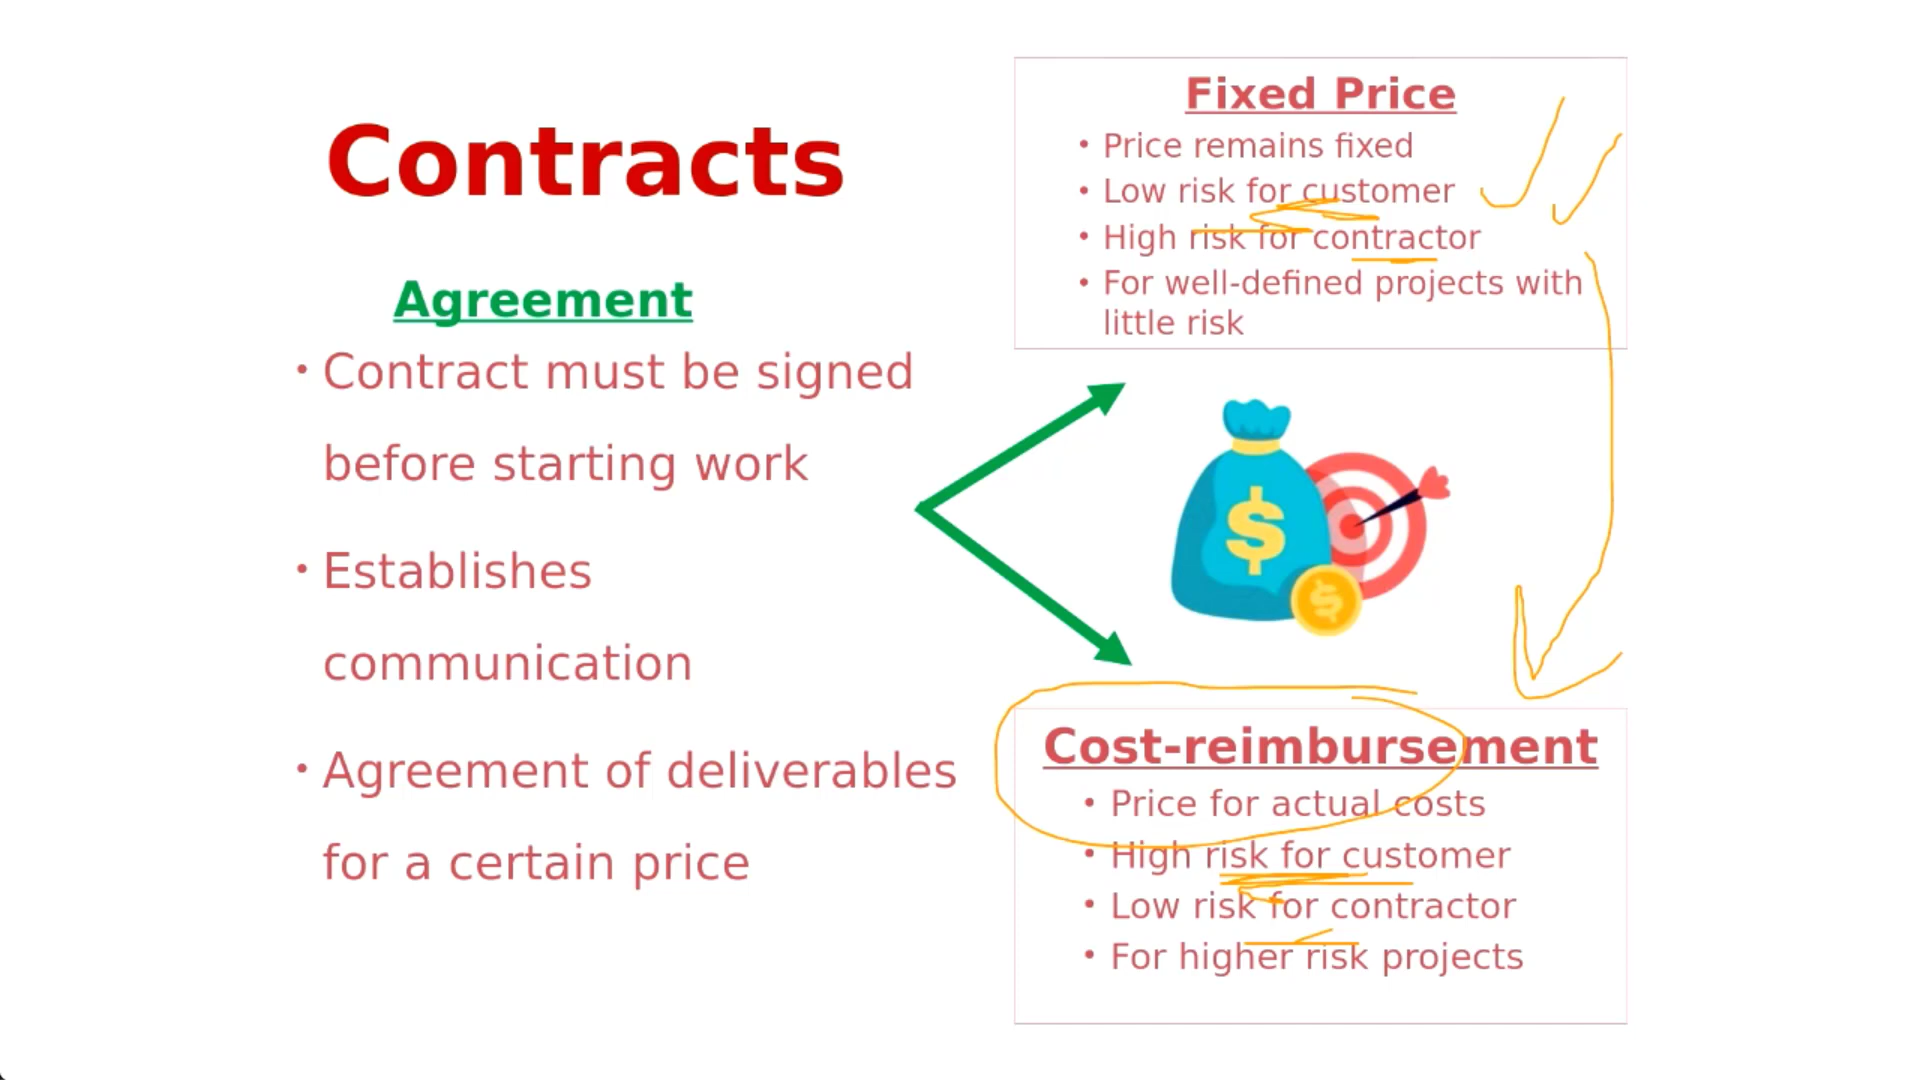 Contracts
Agreement
• Contract must be signed
before starting work
• Establishes
communication
• Agreement of deliverables
for a certain price
Fixed Price
• Price remains fixed
• Low risk for customer
• High risk for contractor
• For well-defined projects with
little risk
$
$
Cost-reimbursement
• Price for actual costs
• High risk for customer
• Low risk for contractor
• For higher risk projects